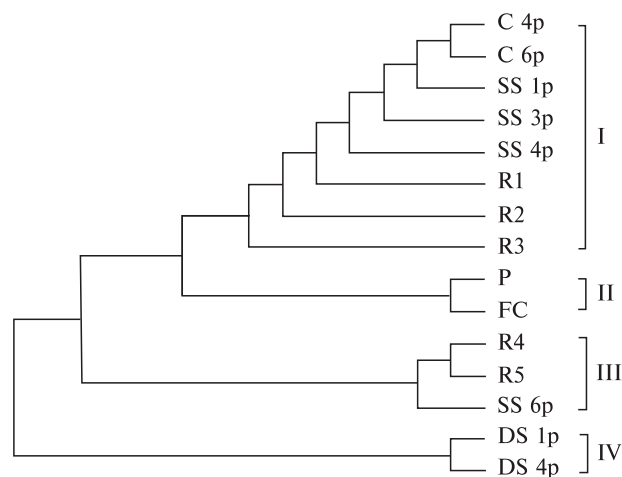 C 4p
C 6p
SS 1p
SS 3p
I
SS 4p
R1
R2
R3
P
II
FC
R4
R5
III
SS 6p
DS 1p
IV
DS 4p